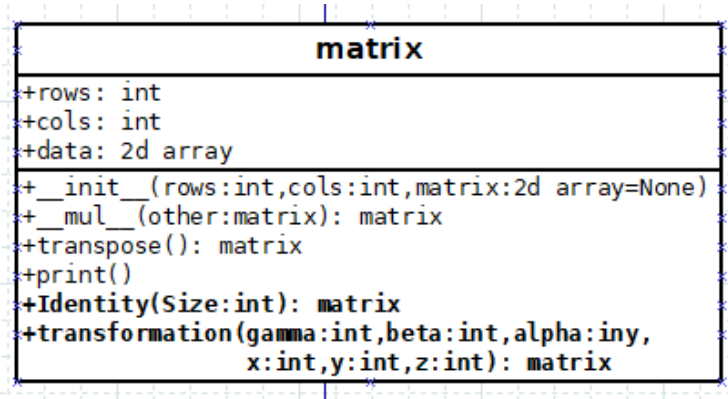 matrix
+rows: int
+cols: int
+data: 2d array
+__init__(rows:int,cols:int,matrix:2d array=None)
+__mul__(other:matrix): matrix
+transpose(): matrix
+print()
+Identity(Size:int): matrix
+transformation(gamma:int,beta:int,alpha:iny,
x:int,y:int,z:int): matrix